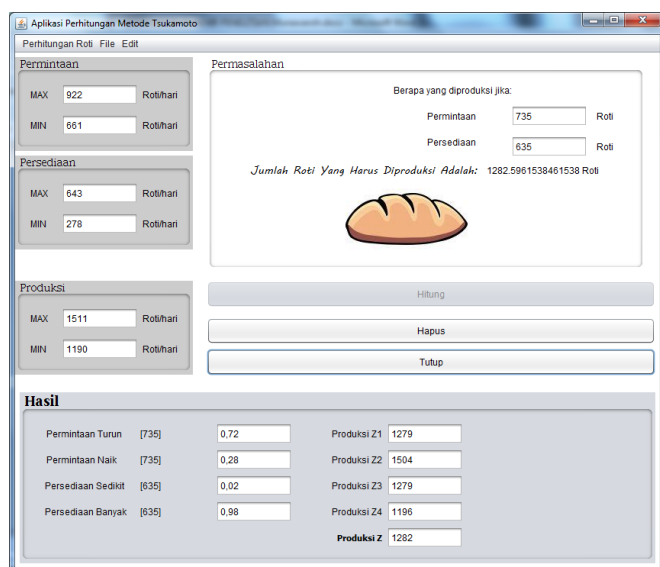 Aplikasi Perhitungan Metode Tsukamoto
Perhitungan Roti File Edit
Permintaan
MAX 922 Roti/hari
MIN 661 Roti/hari
Persediaan
MAX 643 Roti/hari
MIN 278 Roti/hari
Produksi
MAX 1511 Roti/hari
MIN 1190 Roti/hari
Permasalahan
Berapa yang diproduksi jika:
Permintaan 735 Roti
Persediaan 635 Roti
Jumlah Roti Yang Harus Diproduksi Adalah: 1282.5961538461538 Roti
Hitung
Hapus
Tutup
Hasil
Permintaan Turun [735] 0,72 Produksi Z1 1279
Permintaan Naik [735] 0,28 Produksi Z2 1504
Persediaan Sedikit [635] 0,02 Produksi Z3 1279
Persediaan Banyak [635] 0,98 Produksi Z4 1196
Produksi Z 1282